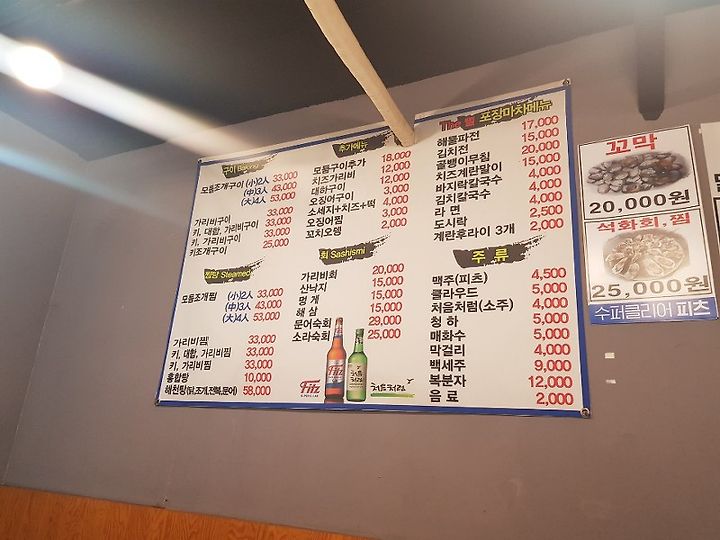 구이
모듬조개구이 (小)2人 33,000
(中)3人 43,000
(大)4人 53,000
가리비구이 33,000
키, 대합, 가리비구이 33,000
키, 가리비구이 33,000
키조개구이 25,000
찜탕 Steamed
모듬조개찜 (小)2人 33,000
(中)3人 43,000
(大)4人 53,000
가리비찜 33,000
키, 대합, 가리비찜 33,000
키, 가리비찜 33,000
홍합탕 10,000
해천탕(닭,조개,전복,문어) 58,000
추가메뉴
모듬구이추가 18,000
치즈가리비 12,000
대하구이 12,000
오징어구이 3,000
소세지+치즈+떡 4,000
오징어찜 3,000
꼬치오뎅 2,000
회 Sashismi
가리비회 20,000
산낙지 15,000
멍 게 15,000
해 삼 15,000
문어숙회 29,000
소라숙회 25,000
Fitz
처음처럼
포장마차메뉴
해물파전 17,000
김치전 15,000
골뱅이무침 20,000
치즈계란말이 15,000
바지락칼국수 5,000
김치칼국수 5,000
라 면 4,000
도시락 2,500
계란후라이 3개 2,000
주 류
맥주(피츠) 4,500
클라우드 5,000
처음처럼(소주) 4,000
청 하 5,000
매화수 5,000
막걸리 4,000
백세주 9,000
복분자 12,000
음 료 2,000
꼬막
20,000원
석화회,찜
25,000원
수퍼클리어 피츠